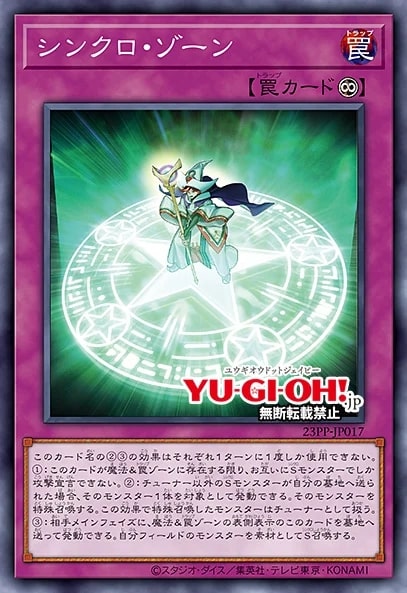 シンクロ・ゾーン
トラップ
罠
トラップ
【罠カード】
ユウギオウドットジェイピー
YU-GI-OH!.jp
無断転載禁止
23PP-JP017
このカード名の②③の効果はそれぞれ1ターンに1度しか使用できない。
①：このカードが魔法＆罠ゾーンに存在する限り、お互いにSモンスターでしか
攻撃宣言できない。②：チューナー以外のSモンスターが自分の墓地へ送ら
れた場合、そのモンスター1体を対象として発動できる。そのモンスターを
特殊召喚する。この効果で特殊召喚したモンスターはチューナーとして扱う。
③：相手メインフェイズに、魔法＆罠ゾーンの表側表示のこのカードを墓地へ
送って発動できる。自分フィールドのモンスターを素材としてS召喚する。
©スタジオ・ダイス／集英社・テレビ東京・KONAMI